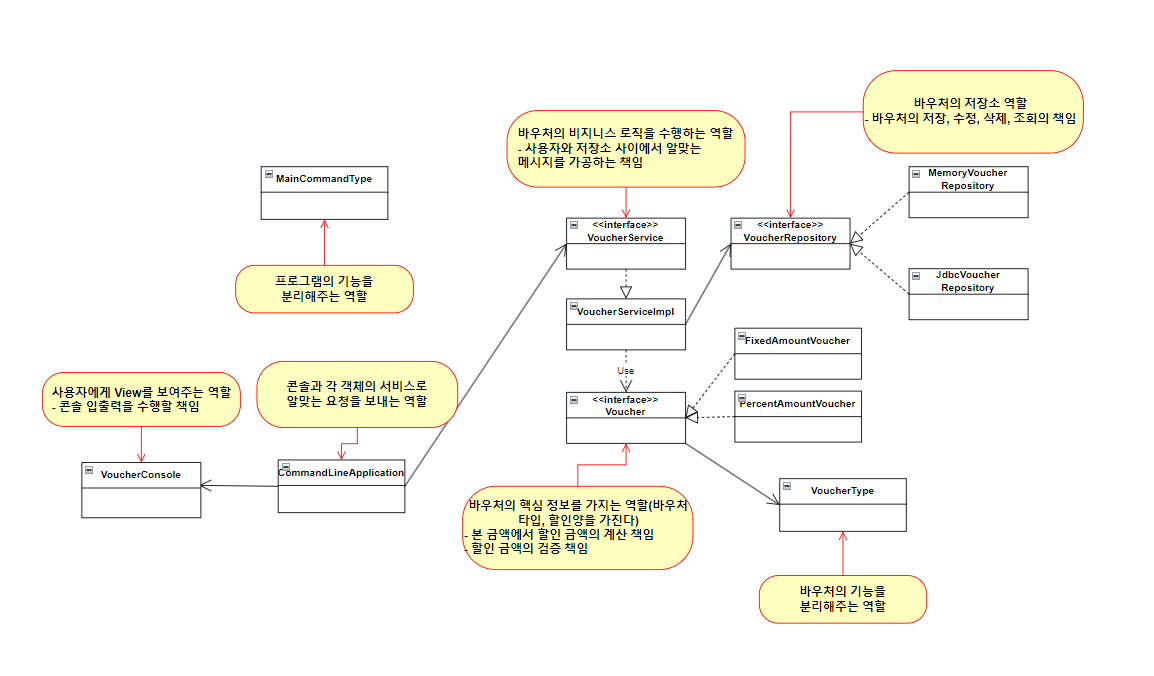 바우처의 저장소 역할
- 바우처의 저장, 수정, 삭제, 조회의 책임
바우처의 비지니스 로직을 수행하는 역할
- 사용자와 저장소 사이에서 알맞는
메시지를 가공하는 책임
MainCommandType
MemoryVoucher
Repository
<<interface>>
VoucherService
<<interface>>
VoucherRepository
프로그램의 기능을
분리해주는 역할
JdbcVoucher
Repository
VoucherServiceImpl
FixedAmountVoucher
Use
사용자에게 View를 보여주는 역할
- 콘솔 입출력을 수행할 책임
콘솔과 각 객체의 서비스로
알맞는 요청을 보내는 역할
<<interface>>
Voucher
PercentAmountVoucher
VoucherConsole
CommandLineApplication
바우처의 핵심 정보를 가지는 역할(바우처
타입, 할인양을 가진다)
- 본 금액에서 할인 금액의 계산 책임
- 할인 금액의 검증 책임
VoucherType
바우처의 기능을
분리해주는 역할